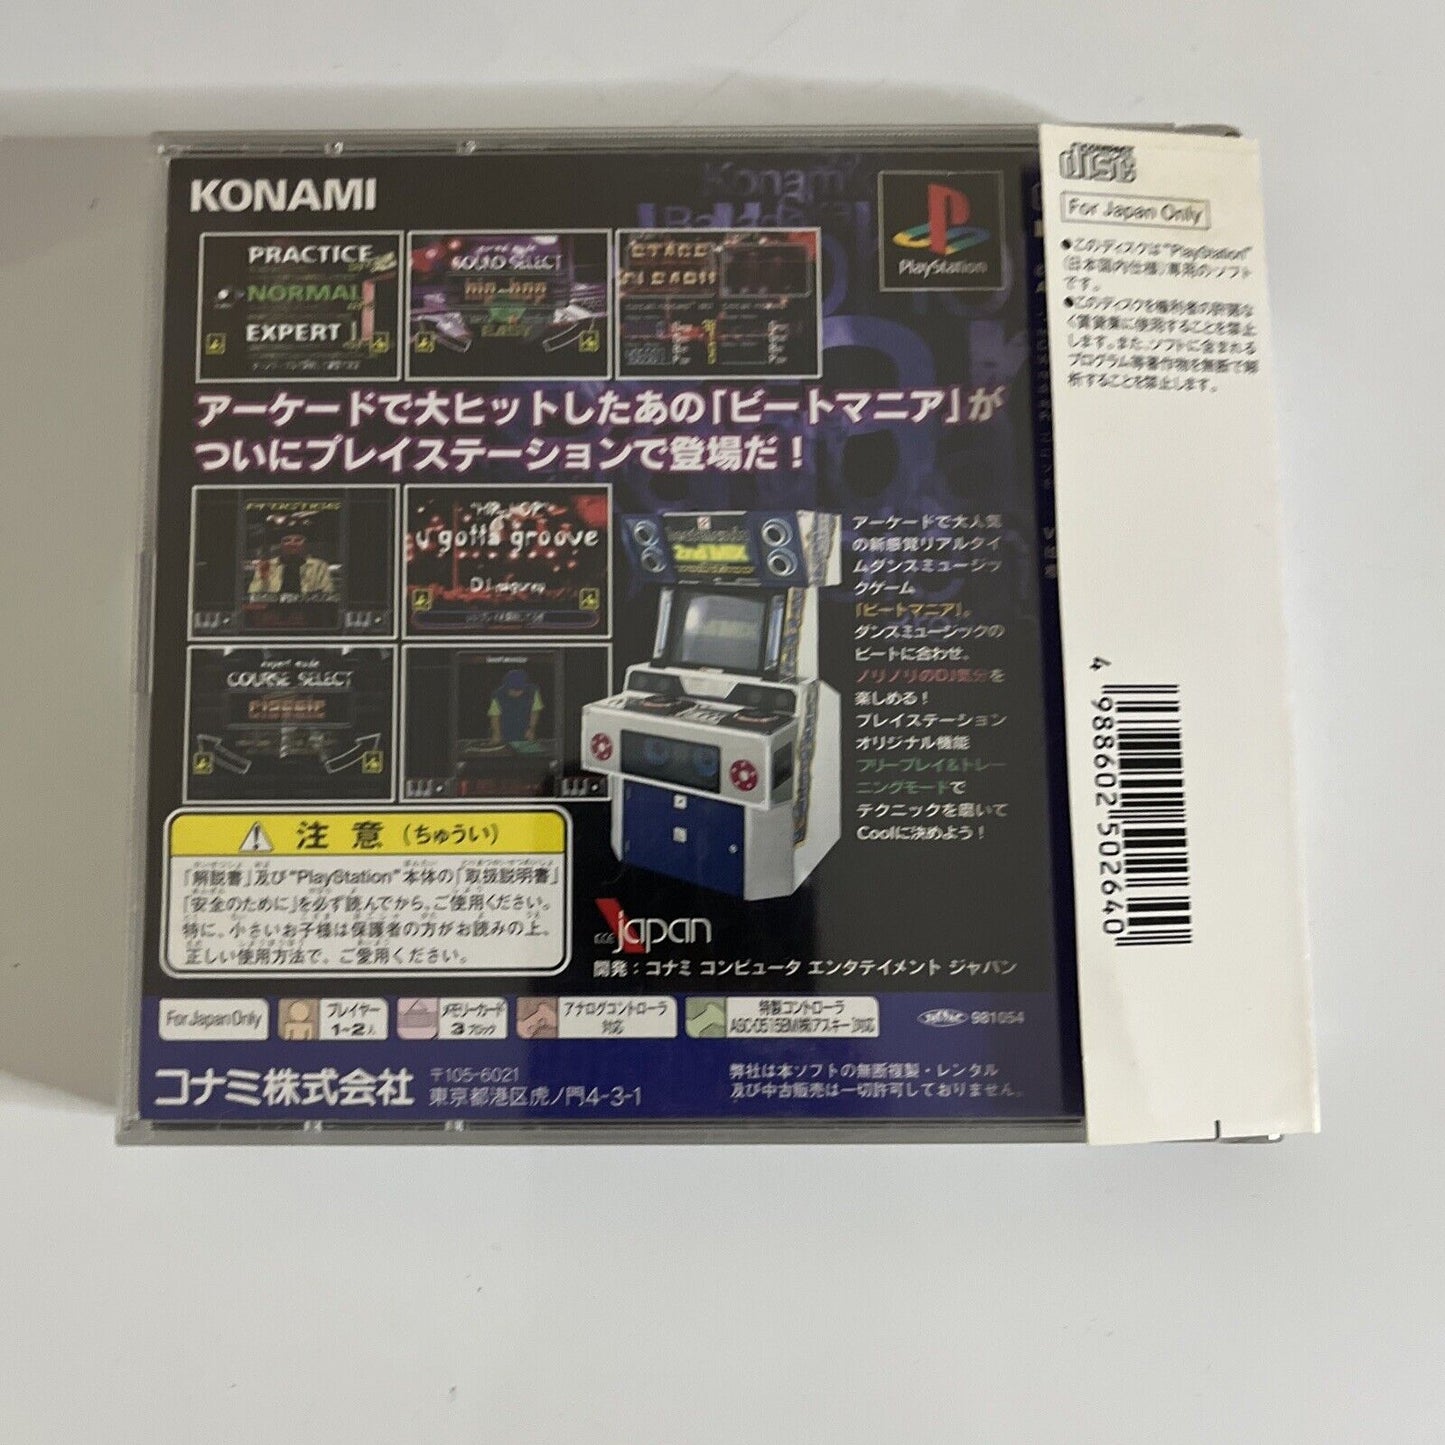 KONAMI
PlayStation
PRACTICE
NORMAL
EXPERT
SOUND SELECT
hip-hop
EASY
アーケードで大ヒットしたあの「ビートマニア」が
ついにプレイステーションで登場だ！
"HIP HOP"
u gotta groove
expert mode
COURSE SELECT
classic
beatmania
2nd MIX
アーケードで大人気
の新感覚リアルタイ
ムダンスミュージッ
クゲーム
「ビートマニア」。
ダンスミュージックの
ビートに合わせ、
ノリノリのDJ気分を
楽しめる！
プレイステーション
オリジナル機能
フリープレイ&トレー
ニングモードで
テクニックを磨いて
Coolに決めよう！
注意（ちゅうい）
「解説書」及び"PlayStation"本体の「取扱説明書」
「安全のために」を必ず読んでから、ご使用ください。
特に、小さいお子様は保護者の方がお読みの上、
正しい使用方法で、ご愛用ください。
KCE japan
開発：コナミ コンピュータ エンタテイメント ジャパン
For Japan Only
プレイヤー
1~2人
メモリーカード
3ブロック
アナログコントローラ
対応
特製コントローラ
ASC-0515BM(株)アスキー)対応
981054
コナミ株式会社
〒105-6021
東京都港区虎ノ門4-3-1
弊社は本ソフトの無断複製・レンタル
及び中古販売は一切許可しておりません。
COMPACT
disc
For Japan Only
●このディスクは"PlayStation"
（日本国内仕様）専用のソフト
です。
●このディスクを権利者の許諾な
く賃貸業に使用することを禁止
します。また、ソフトに含まれる
プログラム等著作物を無断で解
析することを禁止します。
4 988602 502640